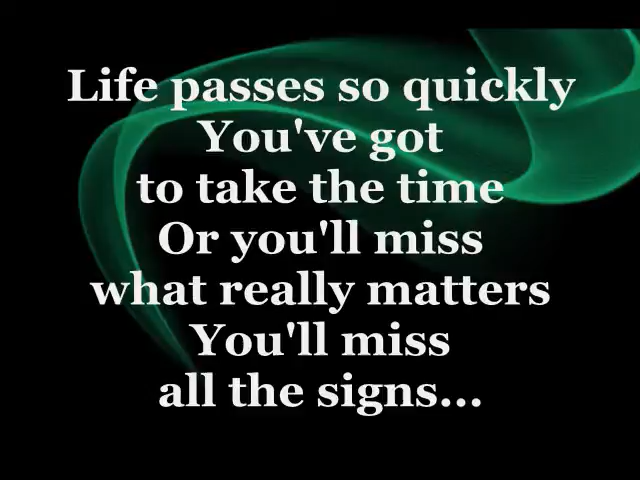 Life passes so quickly
You've got
to take the time
Or you'll miss
what really matters
You'll miss
all the signs...